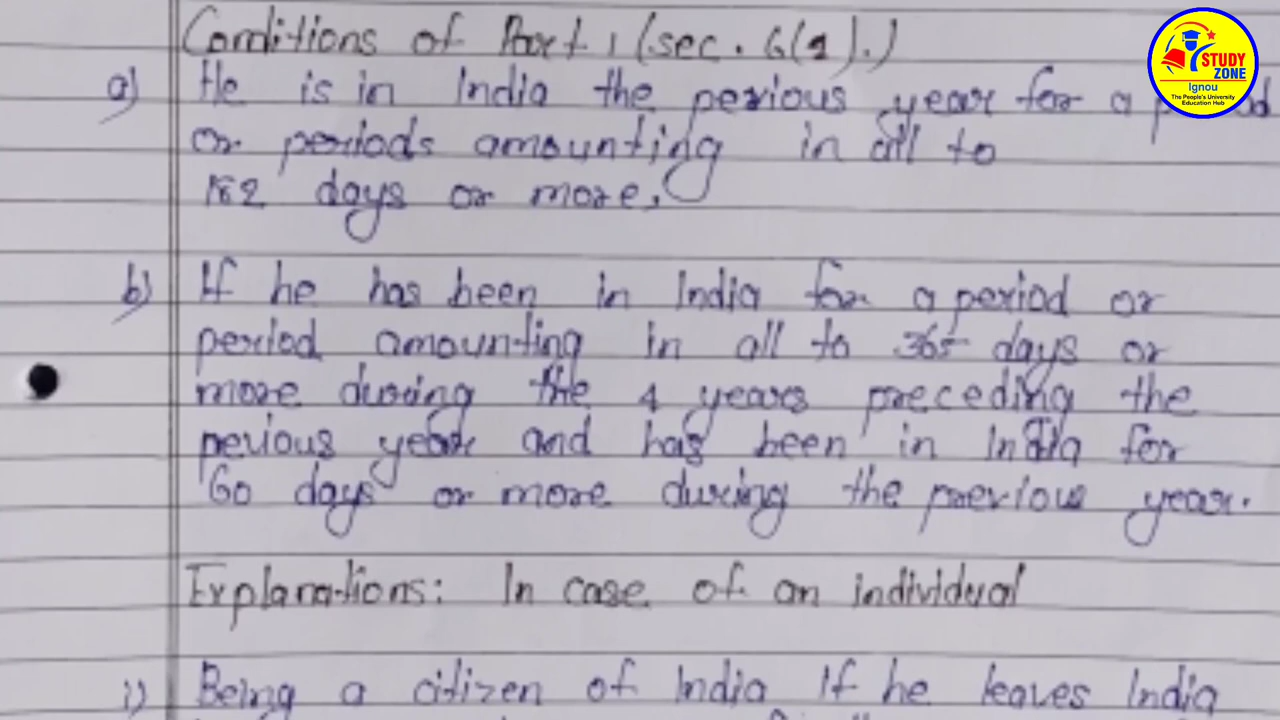 Conditions of Part 1 (sec. 6(1).)
a) He is in India the perious year for a period
or periods amounting in all to
182 days or more.
b) If he has been in India for a period or
period amounting in all to 365 days or
more during the 4 years preceding the
perious year and has been in India for
60 days or more during the previous year.
Explanations: In case of an individual
i) Being a citizen of India If he leaves India
STUDY
ZONE
Ignou
The People's University
Education Hub